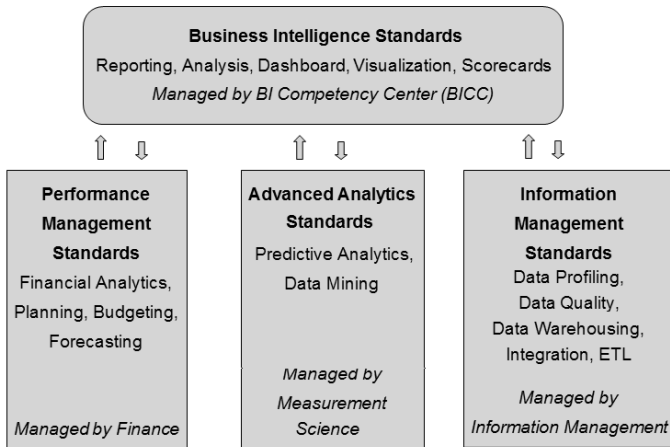 Business Intelligence Standards
Reporting, Analysis, Dashboard, Visualization, Scorecards
Managed by BI Competency Center (BICC)
Performance
Management
Standards
Financial Analytics,
Planning, Budgeting,
Forecasting
Managed by Finance
Advanced Analytics
Standards
Predictive Analytics,
Data Mining
Managed by
Measurement
Science
Information
Management
Standards
Data Profiling,
Data Quality,
Data Warehousing,
Integration, ETL
Managed by
Information Management